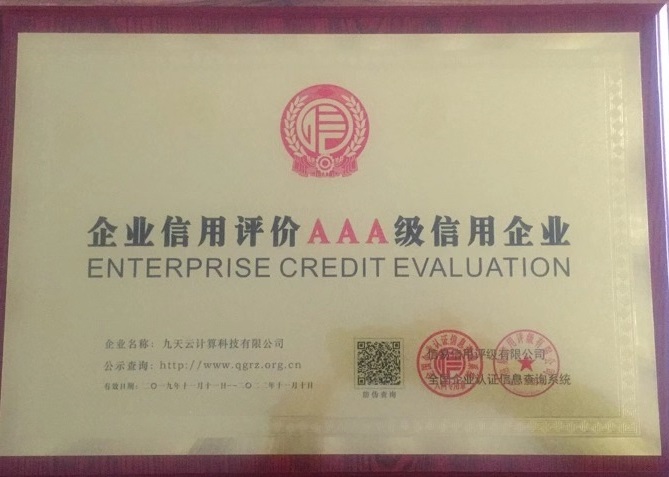 企业信用评价AAA级信用企业
ENTERPRISE CREDIT EVALUATION
企业名称：九天云计算科技有限公司
公示查询：http://www.qgrz.org.cn
有效日期：二〇一九年十一月十一日—二〇二二年十一月十日
防伪查询
信用评级有限公司
全国企业认证信息查询系统